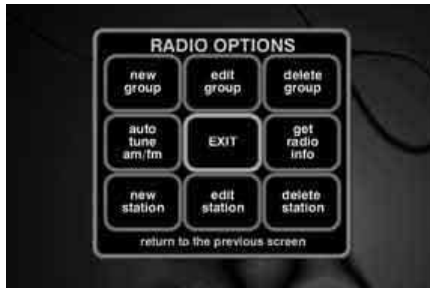 RADIO OPTIONS
new
group
edit
group
delete
group
auto
tune
am/fm
EXIT
get
radio
info
new
station
edit
station
delete
station
return to the previous screen